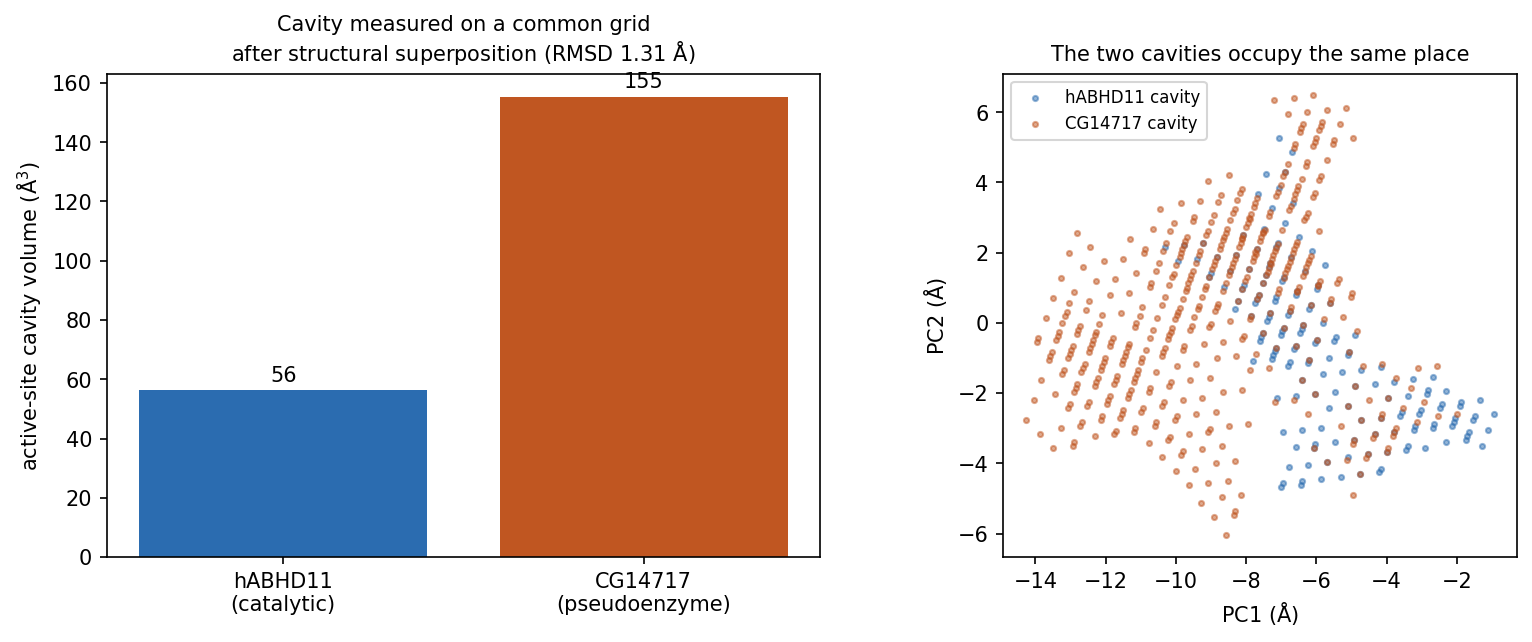 Cavity measured on a common grid
after structural superposition (RMSD 1.31 Å)
active-site cavity volume (Å³)
160
140
120
100
80
60
40
20
0
56
155
hABHD11
(catalytic)
CG14717
(pseudoenzyme)
The two cavities occupy the same place
hABHD11 cavity
CG14717 cavity
PC2 (Å)
6
4
2
0
−2
−4
−6
−14
−12
−10
−8
−6
−4
−2
PC1 (Å)